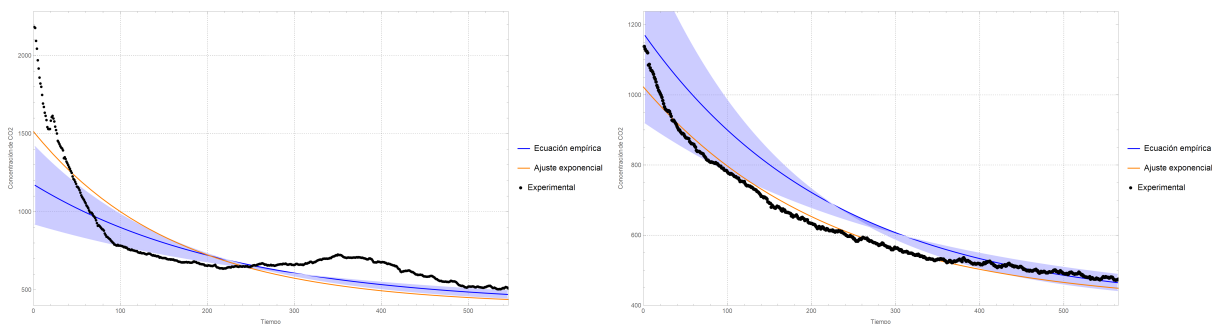 Concentración de CO2
2000
1500
1000
500
0
100
200
300
400
500
Tiempo
Ecuación empírica
Ajuste exponencial
Experimental
Concentración de CO2
1200
1000
800
600
400
0
100
200
300
400
500
Tiempo
Ecuación empírica
Ajuste exponencial
Experimental